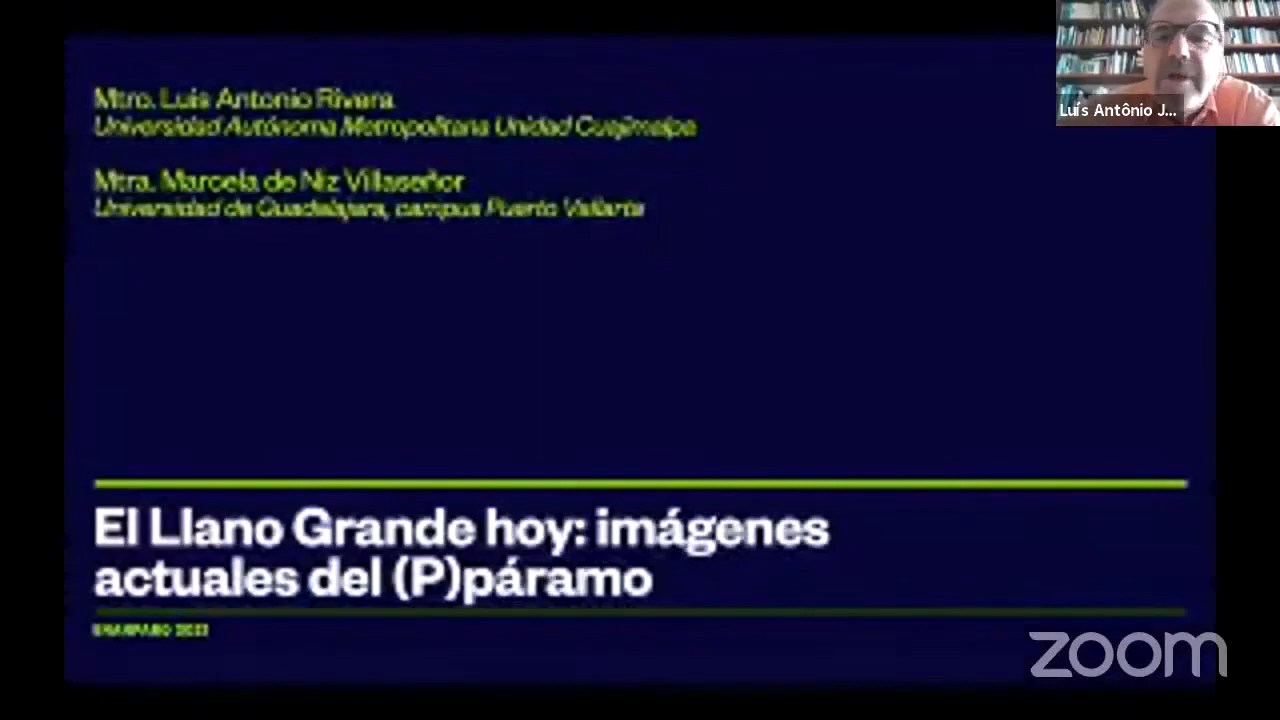 Mtro. Luis Antonio Rivera
Universidad Autónoma Metropolitana Unidad Cuajimalpa
Mtra. Marcela de Niz Villaseñor
Universidad de Guadalajara, campus Puerto Vallarta
El Llano Grande hoy: imágenes
actuales del (P)páramo
Luís Antônio J...
zoom